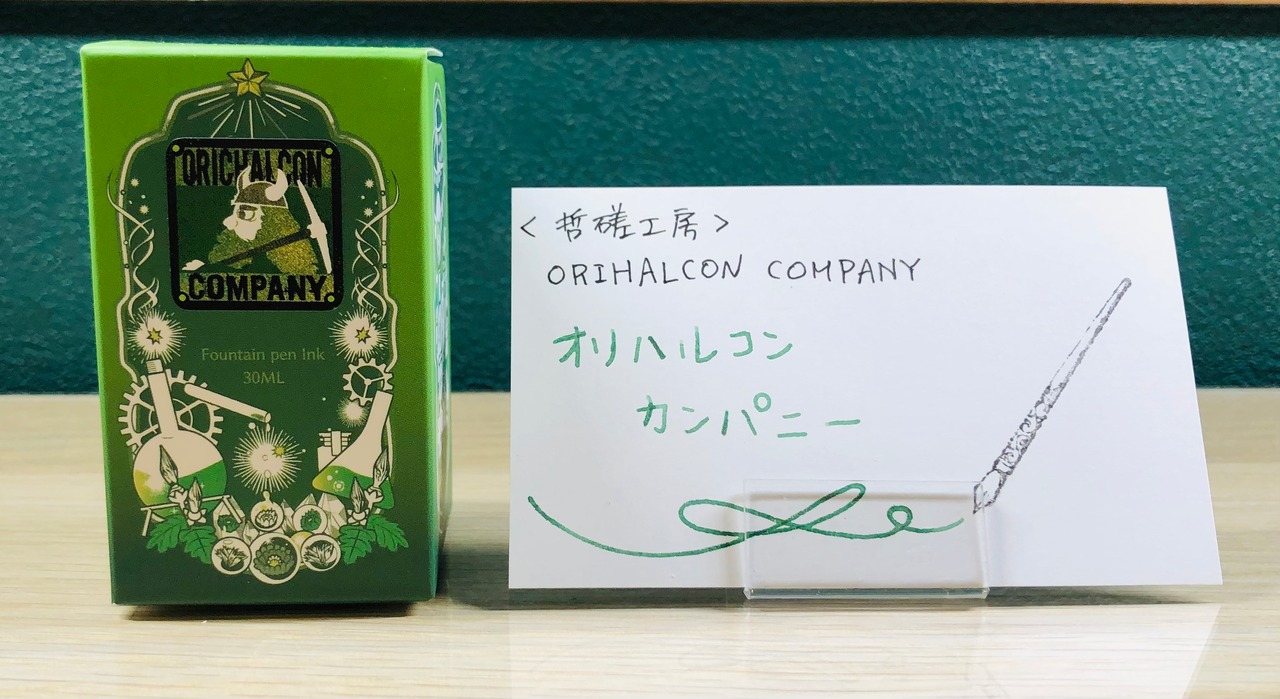 ORICHALCON
COMPANY
Fountain pen Ink
30ML
<哲磋工房>
ORIHALCON COMPANY
オリハルコン
カンパニー